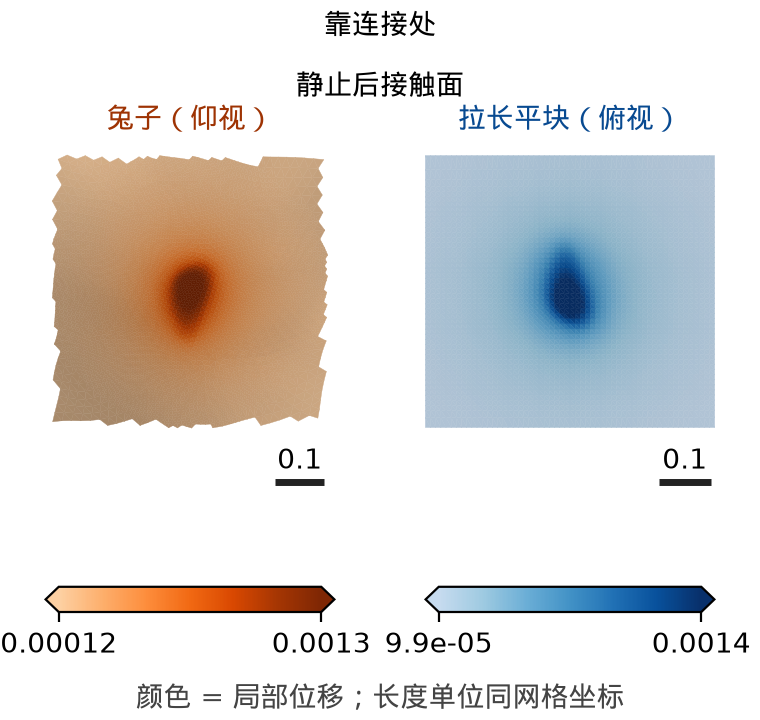 靠连接处
静止后接触面
兔子（仰视）
拉长平块（俯视）
0.1
0.1
0.00012
0.0013
9.9e-05
0.0014
颜色 = 局部位移；长度单位同网格坐标